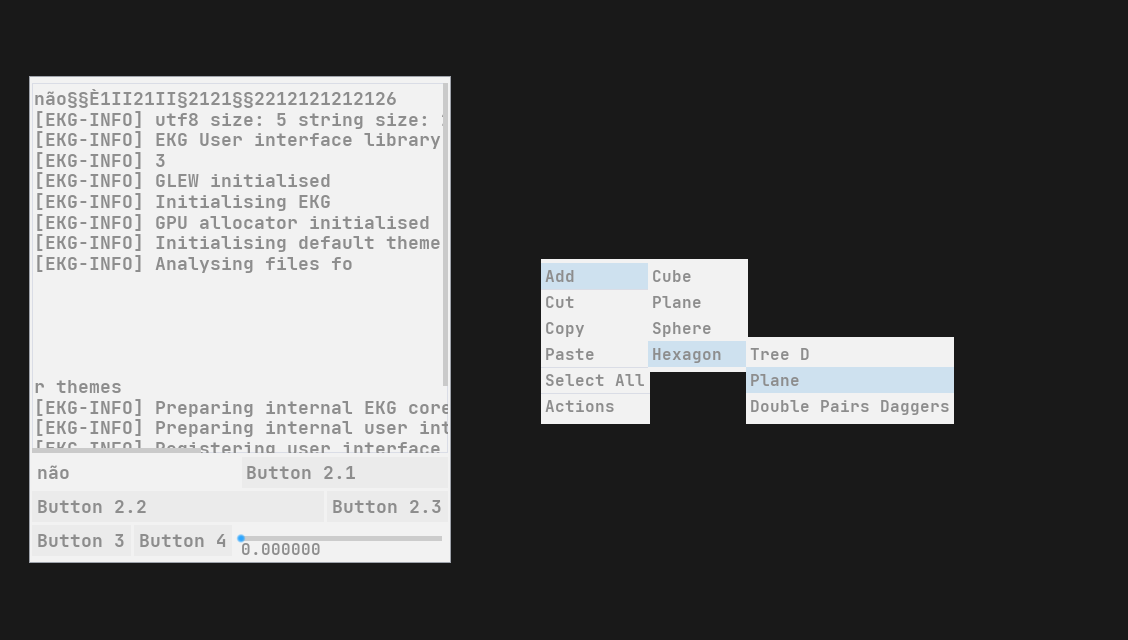 não§§È1II21II§2121§§2212121212126
[EKG-INFO] utf8 size: 5 string size:
[EKG-INFO] EKG User interface library
[EKG-INFO] 3
[EKG-INFO] GLEW initialised
[EKG-INFO] Initialising EKG
[EKG-INFO] GPU allocator initialised
[EKG-INFO] Initialising default theme
[EKG-INFO] Analysing files fo
r themes
[EKG-INFO] Preparing internal EKG core
[EKG-INFO] Preparing internal user int
[EKG-INFO] Registering user interface
não
Button 2.1
Button 2.2
Button 2.3
Button 3
Button 4
0.000000
Add
Cut
Copy
Paste
Select All
Actions
Cube
Plane
Sphere
Hexagon
Tree D
Plane
Double Pairs Daggers